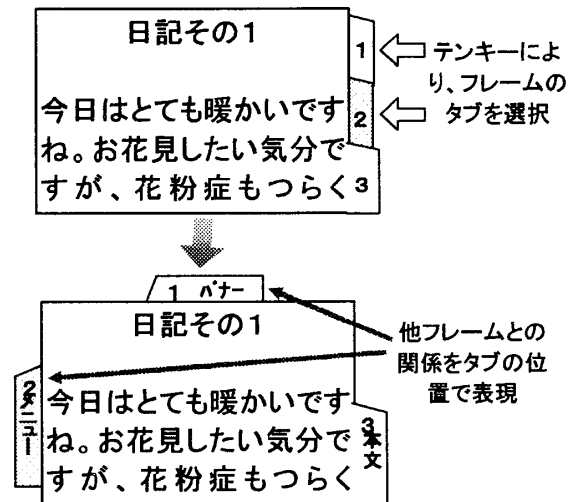 日記その1
今日はとても暖かいです
ね。お花見したい気分で
すが、花粉症もつらく
1
2
3
テンキーによ
り、フレームの
タブを選択
1 バナー
日記その1
2メニュー
今日はとても暖かいです
ね。お花見したい気分で
すが、花粉症もつらく
3本文
他フレームとの
関係をタブの位
置で表現